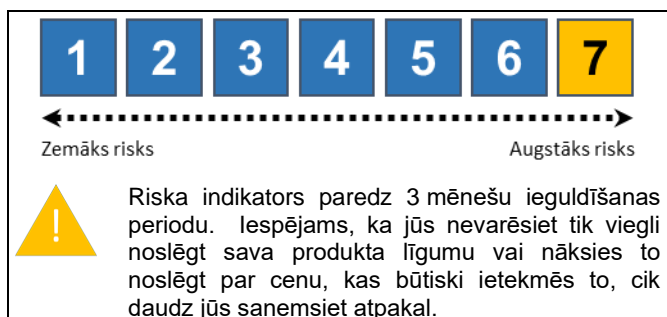 1 2 3 4 5 6 7
Zemāks risks Augstāks risks
!
Riska indikators paredz 3 mēnešu ieguldīšanas
periodu. Iespējams, ka jūs nevarēsiet tik viegli
noslēgt sava produkta līgumu vai nāksies to
noslēgt par cenu, kas būtiski ietekmēs to, cik
daudz jūs saņemsiet atpakaļ.